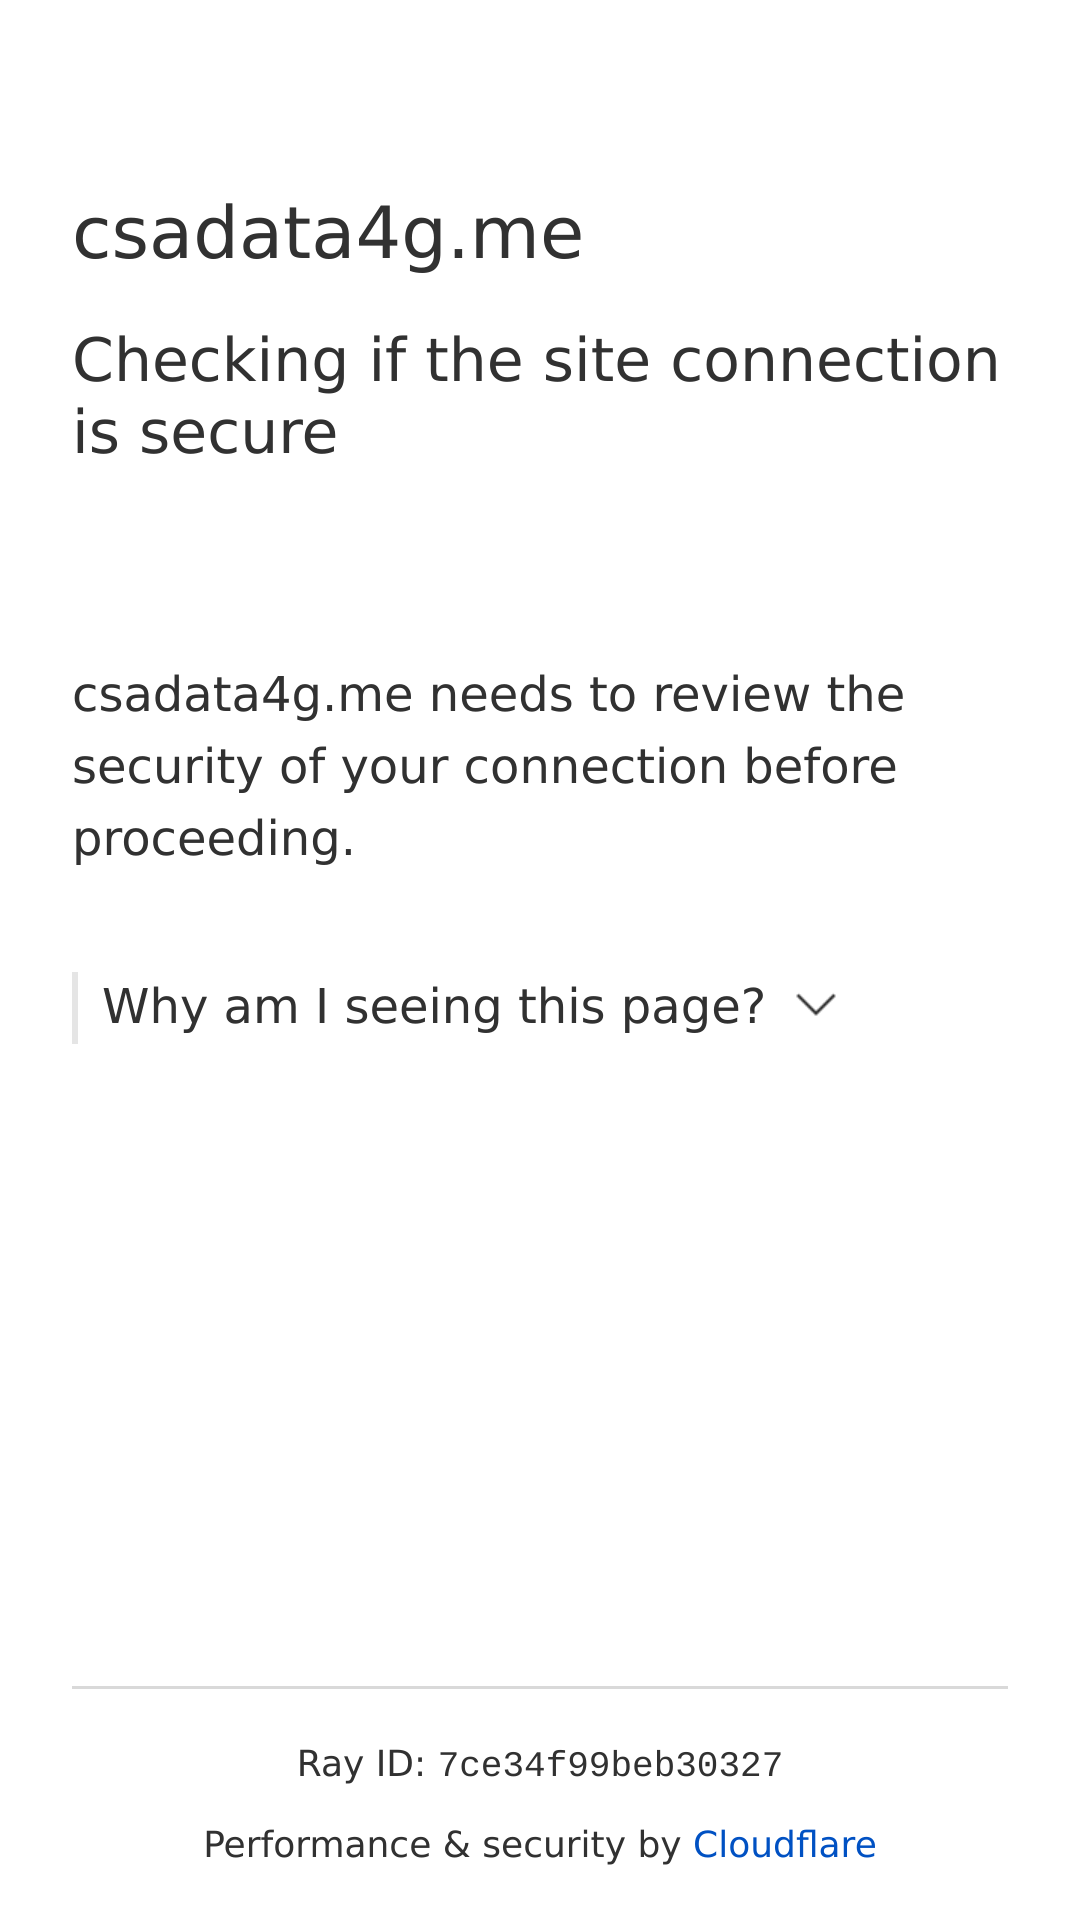 csadata4g.me
Checking if the site connection
is secure
csadata4g.me needs to review the
security of your connection before
proceeding.
Why am I seeing this page?
Ray ID: 7ce34f99beb30327
Performance & security by Cloudflare